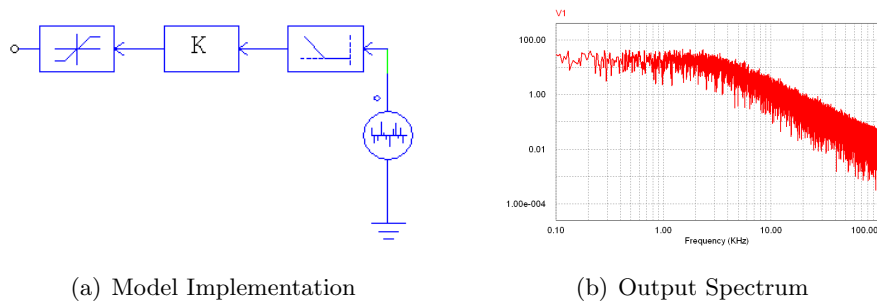 K
V1
100.00
1.00
0.01
1.00e-004
0.10
1.00
10.00
100.00
Frequency (KHz)
(a) Model Implementation
(b) Output Spectrum